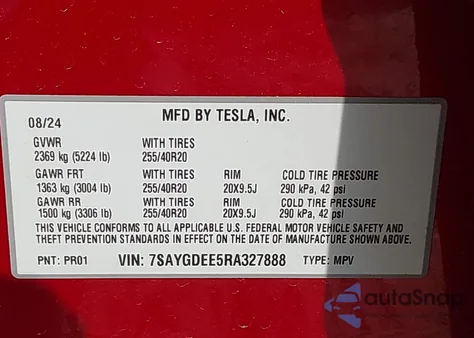 MFD BY TESLA, INC.
08/24
GVWR WITH TIRES
2369 kg (5224 lb) 255/40R20
GAWR FRT WITH TIRES RIM COLD TIRE PRESSURE
1363 kg (3004 lb) 255/40R20 20X9.5J 290 kPa, 42 psi
GAWR RR WITH TIRES RIM COLD TIRE PRESSURE
1500 kg (3306 lb) 255/40R20 20X9.5J 290 kPa, 42 psi
THIS VEHICLE CONFORMS TO ALL APPLICABLE U.S. FEDERAL MOTOR VEHICLE SAFETY AND
THEFT PREVENTION STANDARDS IN EFFECT ON THE DATE OF MANUFACTURE SHOWN ABOVE.
PNT: PR01 VIN: 7SAYGDEE5RA327888 TYPE: MPV
autoSnap